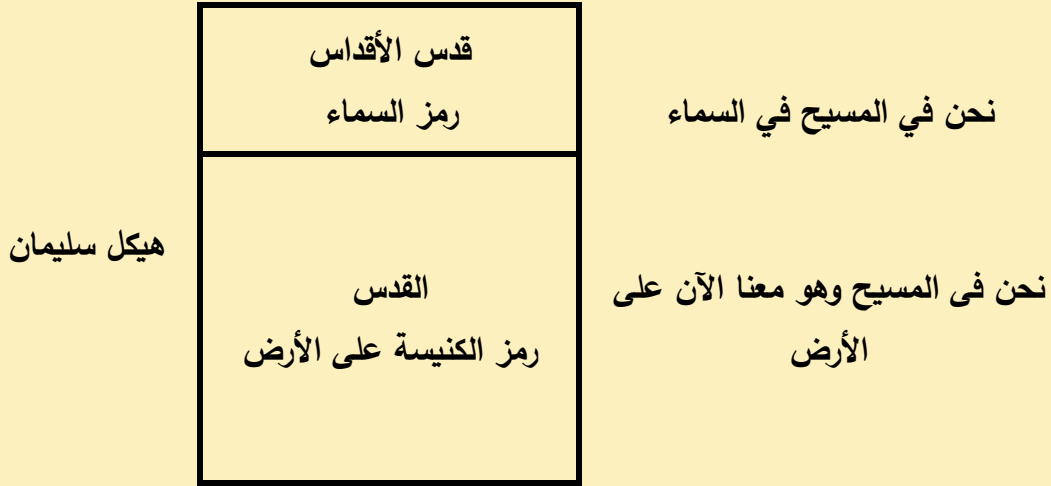 قدس الأقداس
رمز السماء
نحن في المسيح في السماء
هيكل سليمان
القدس
رمز الكنيسة على الأرض
نحن فى المسيح وهو معنا الآن على
الأرض